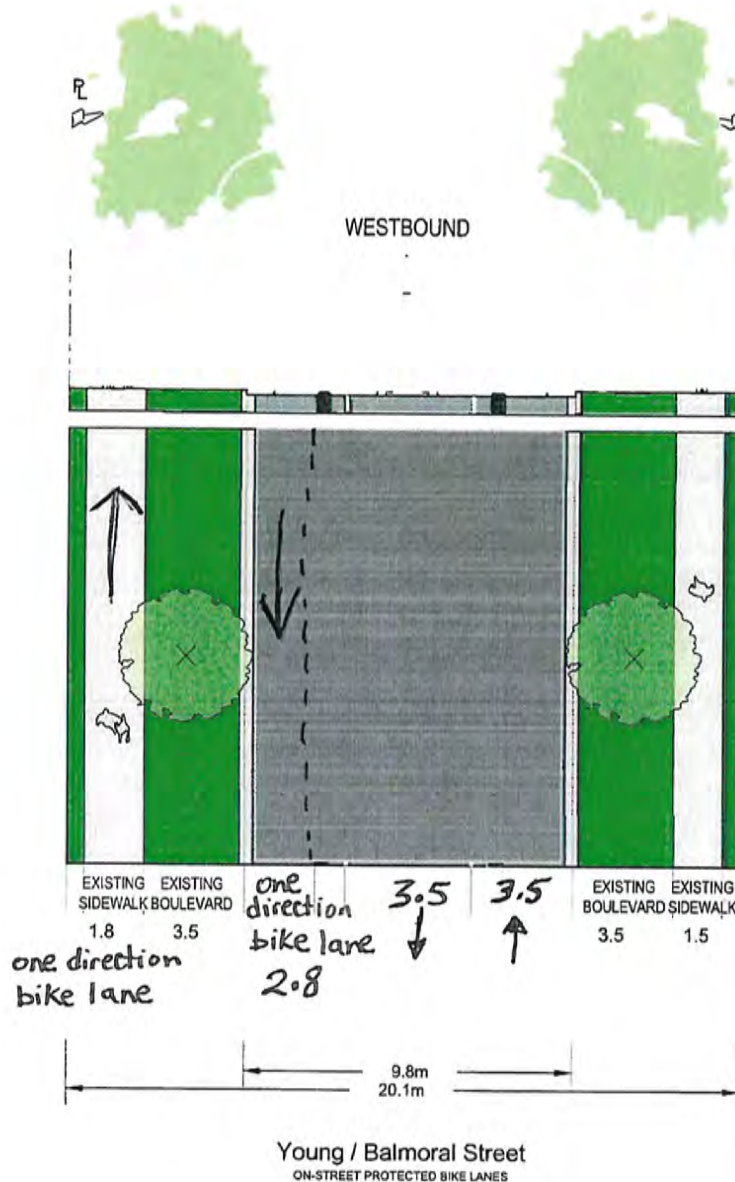 PL
WESTBOUND
EXISTING SIDEWALK
1.8
EXISTING BOULEVARD
3.5
one direction bike lane
2.8
3.5
3.5
EXISTING BOULEVARD
3.5
EXISTING SIDEWALK
1.5
one direction
bike lane
9.8m
20.1m
Young / Balmoral Street
ON-STREET PROTECTED BIKE LANES